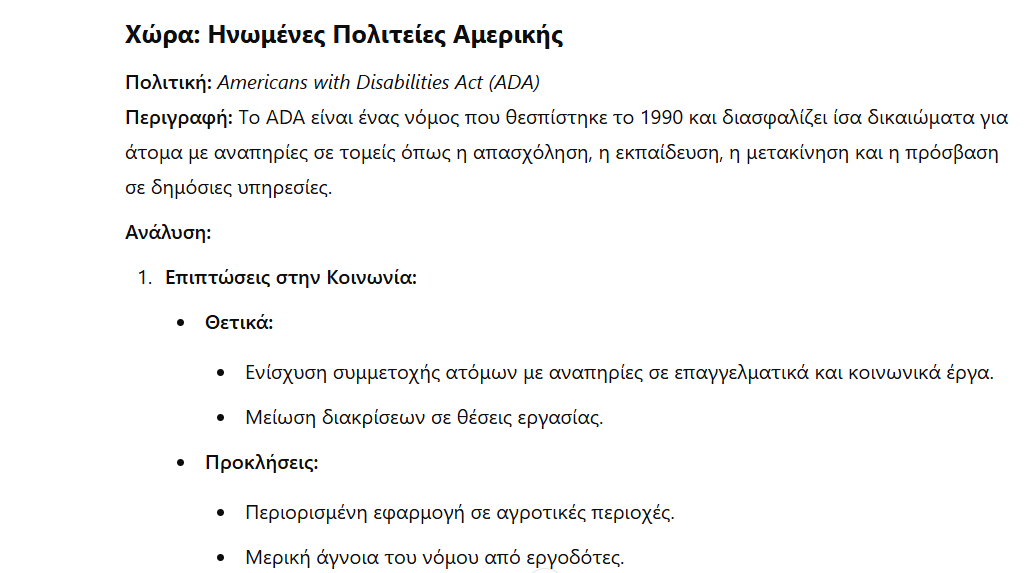 Χώρα: Ηνωμένες Πολιτείες Αμερικής
Πολιτική: Americans with Disabilities Act (ADA)
Περιγραφή: Το ADA είναι ένας νόμος που θεσπίστηκε το 1990 και διασφαλίζει ίσα δικαιώματα για
άτομα με αναπηρίες σε τομείς όπως η απασχόληση, η εκπαίδευση, η μετακίνηση και η πρόσβαση
σε δημόσιες υπηρεσίες.
Ανάλυση:
1. Επιπτώσεις στην Κοινωνία:
• Θετικά:
• Ενίσχυση συμμετοχής ατόμων με αναπηρίες σε επαγγελματικά και κοινωνικά έργα.
• Μείωση διακρίσεων σε θέσεις εργασίας.
• Προκλήσεις:
• Περιορισμένη εφαρμογή σε αγροτικές περιοχές.
• Μερική άγνοια του νόμου από εργοδότες.